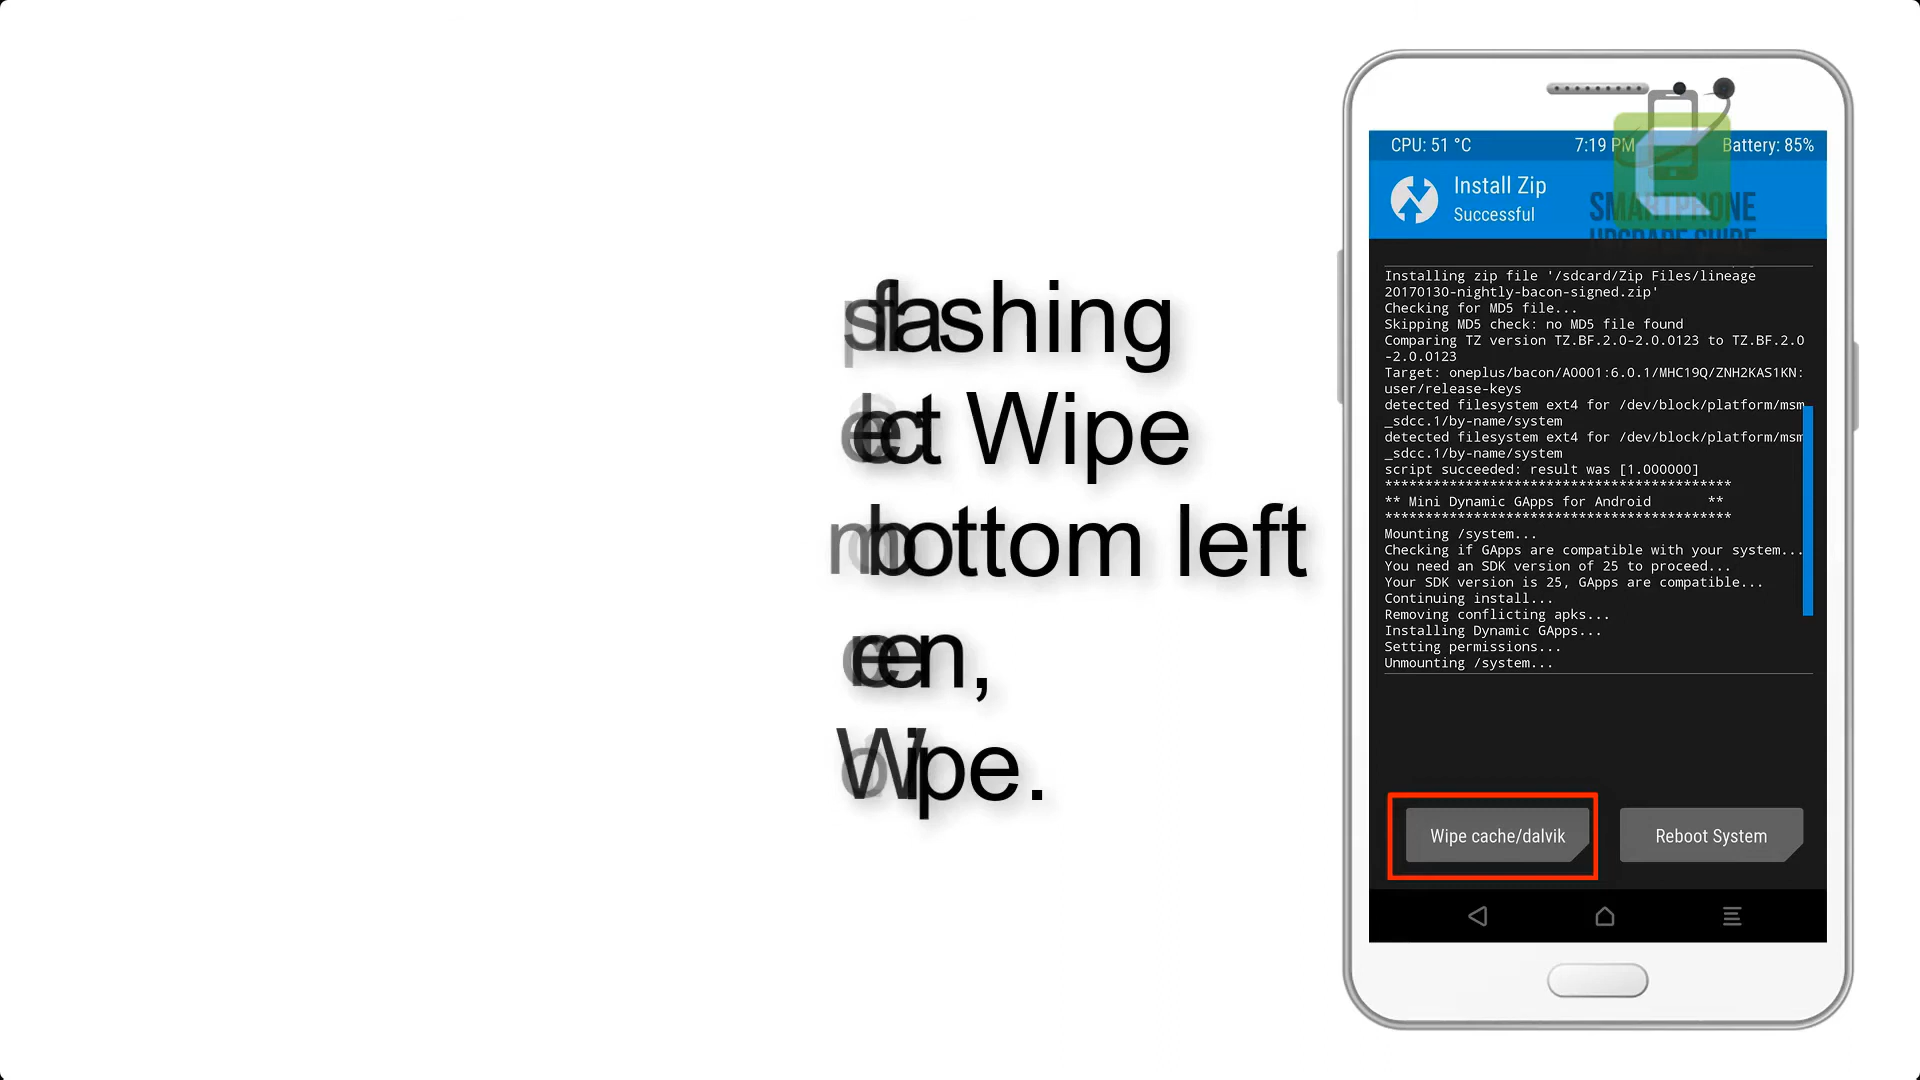 flashing
Wipe
bottom left
Wipe.
CPU: 51 °C 7:19 PM Battery: 85%
Install Zip
Successful
SMARTPHONE
UPGRADE GUIDE
Installing zip file '/sdcard/Zip Files/lineage
20170130-nightly-bacon-signed.zip'
Checking for MD5 file...
Skipping MD5 check: no MD5 file found
Comparing TZ version TZ.BF.2.0-2.0.0123 to TZ.BF.2.0
-2.0.0123
Target: oneplus/bacon/A0001:6.0.1/MHC19Q/ZNH2KAS1KN:
user/release-keys
detected filesystem ext4 for /dev/block/platform/msm
_sdcc.1/by-name/system
detected filesystem ext4 for /dev/block/platform/msm
_sdcc.1/by-name/system
script succeeded: result was [1.000000]
*******************************************
** Mini Dynamic GApps for Android **
*******************************************
Mounting /system...
Checking if GApps are compatible with your system...
You need an SDK version of 25 to proceed...
Your SDK version is 25, GApps are compatible...
Continuing install...
Removing conflicting apks...
Installing Dynamic GApps...
Setting permissions...
Unmounting /system...
Wipe cache/dalvik
Reboot System